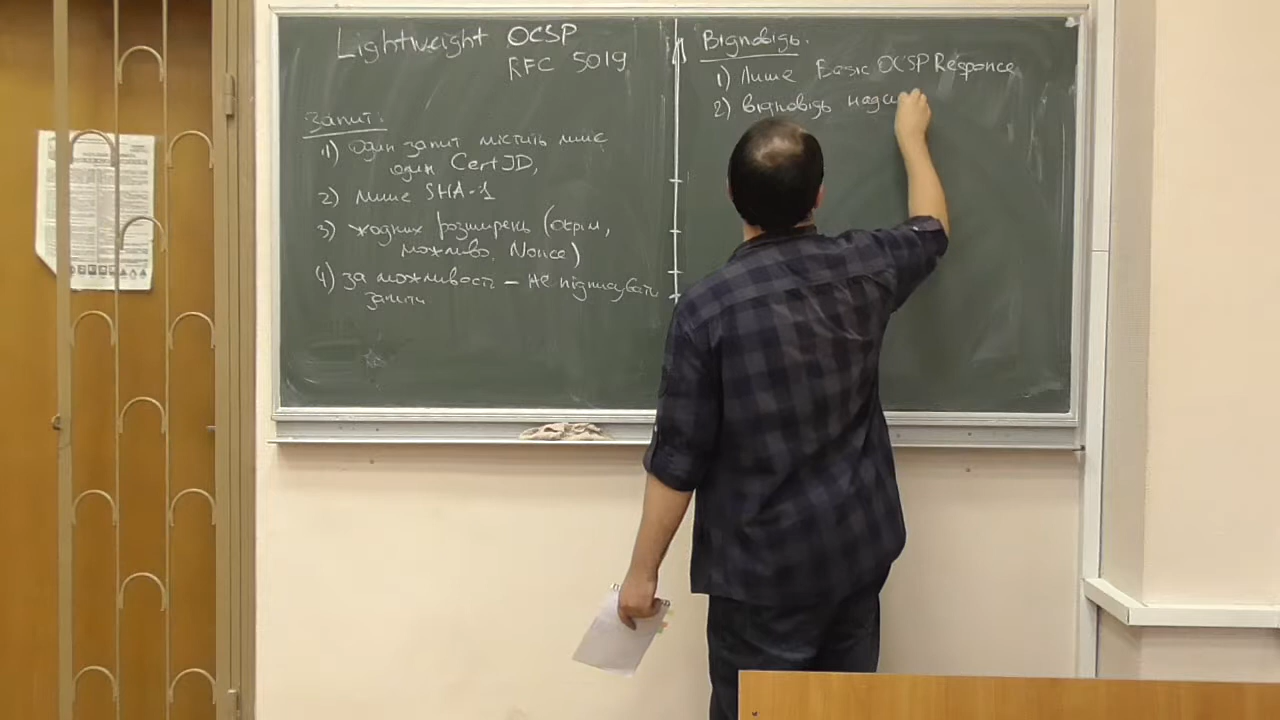 Lightweight OCSP
RFC 5019
Запит:
1) Один запит містить лише
один CertID,
2) лише SHA-1
3) жодних розширень (окрім,
можливо, Nonce)
4) за можливості – не підписувати
запити
Відповідь.
1) Лише Basic OCSP Responce
2) відповідь надси